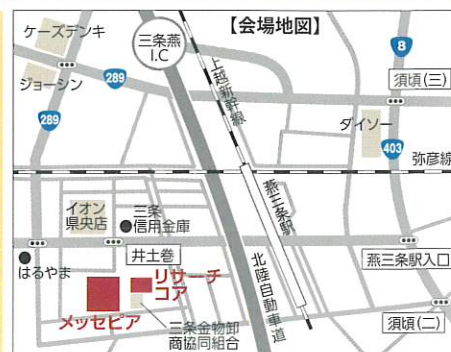 【会場地図】
ケーズデンキ
三条燕
I.C
8
289
ジョーシン
上越新幹線
須頃(三)
289
ダイソー
403
弥彦線
イオン
県央店
三条
信用金庫
燕三条駅
井土巻
燕三条駅入口
はるやま
リサーチ
コア
北陸自動車道
メッセピア
三条金物卸
商協同組合
須頃(二)